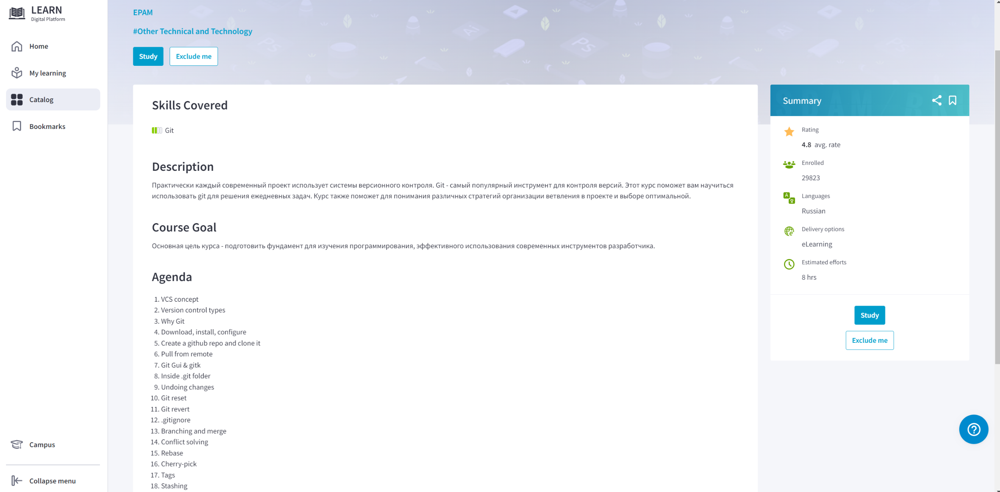 LEARN
Digital Platform
Home
My learning
Catalog
Bookmarks
Campus
Collapse menu
EPAM
#Other Technical and Technology
Study
Exclude me
Skills Covered
Git
Description
Практически каждый современный проект использует системы версионного контроля. Git - самый популярный инструмент для контроля версий. Этот курс поможет вам научиться
использовать git для решения ежедневных задач. Курс также поможет для понимания различных стратегий организации ветвления в проекте и выборе оптимальной.
Course Goal
Основная цель курса - подготовить фундамент для изучения программирования, эффективного использования современных инструментов разработчика.
Agenda
1. VCS concept
2. Version control types
3. Why Git
4. Download, install, configure
5. Create a github repo and clone it
6. Pull from remote
7. Git Gui & gitk
8. Inside .git folder
9. Undoing changes
10. Git reset
11. Git revert
12. .gitignore
13. Branching and merge
14. Conflict solving
15. Rebase
16. Cherry-pick
17. Tags
18. Stashing
Summary
Rating
4.8 avg. rate
Enrolled
29823
Languages
Russian
Delivery options
eLearning
Estimated efforts
8 hrs
Study
Exclude me